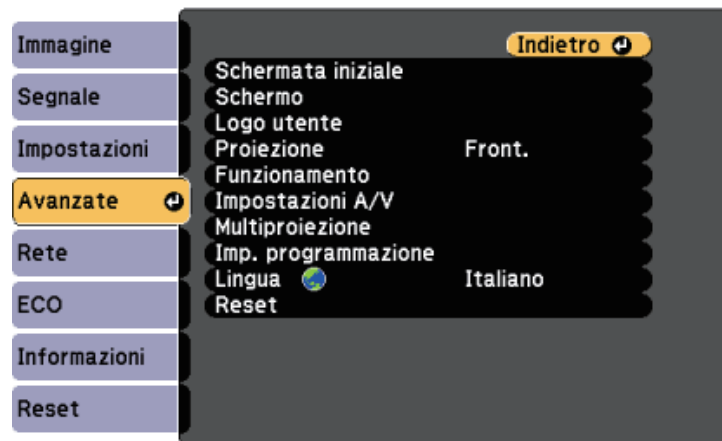 Immagine
Segnale
Impostazioni
Avanzate
Rete
ECO
Informazioni
Reset
Indietro
Schermata iniziale
Schermo
Logo utente
Proiezione Front.
Funzionamento
Impostazioni A/V
Multiproiezione
Imp. programmazione
Lingua Italiano
Reset